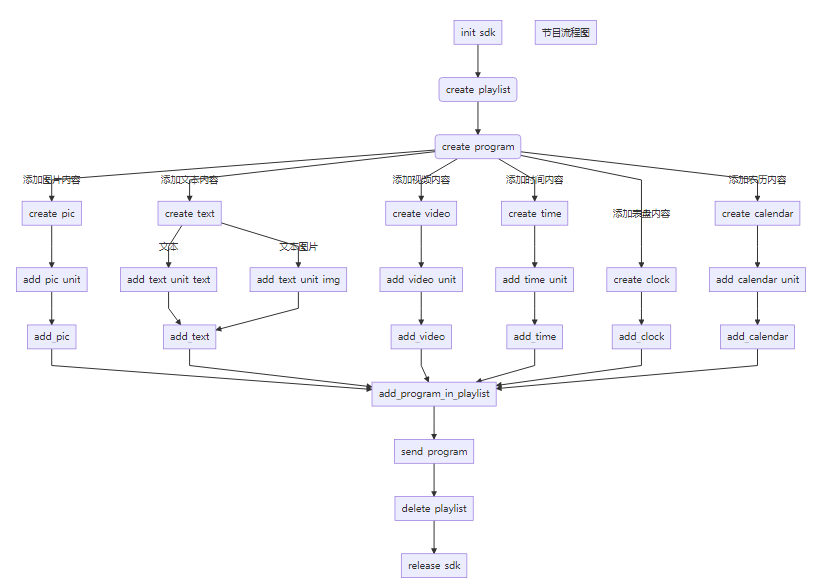 init sdk
节目流程图
create playlist
create program
添加图片内容
添加文本内容
添加视频内容
添加时间内容
添加农历内容
create pic
create text
create video
create time
添加表盘内容
create calendar
文本
文本图片
add pic unit
add text unit text
add text unit img
add video unit
add time unit
create clock
add calendar unit
add_pic
add_text
add_video
add_time
add_clock
add_calendar
add_program_in_playlist
send program
delete playlist
release sdk